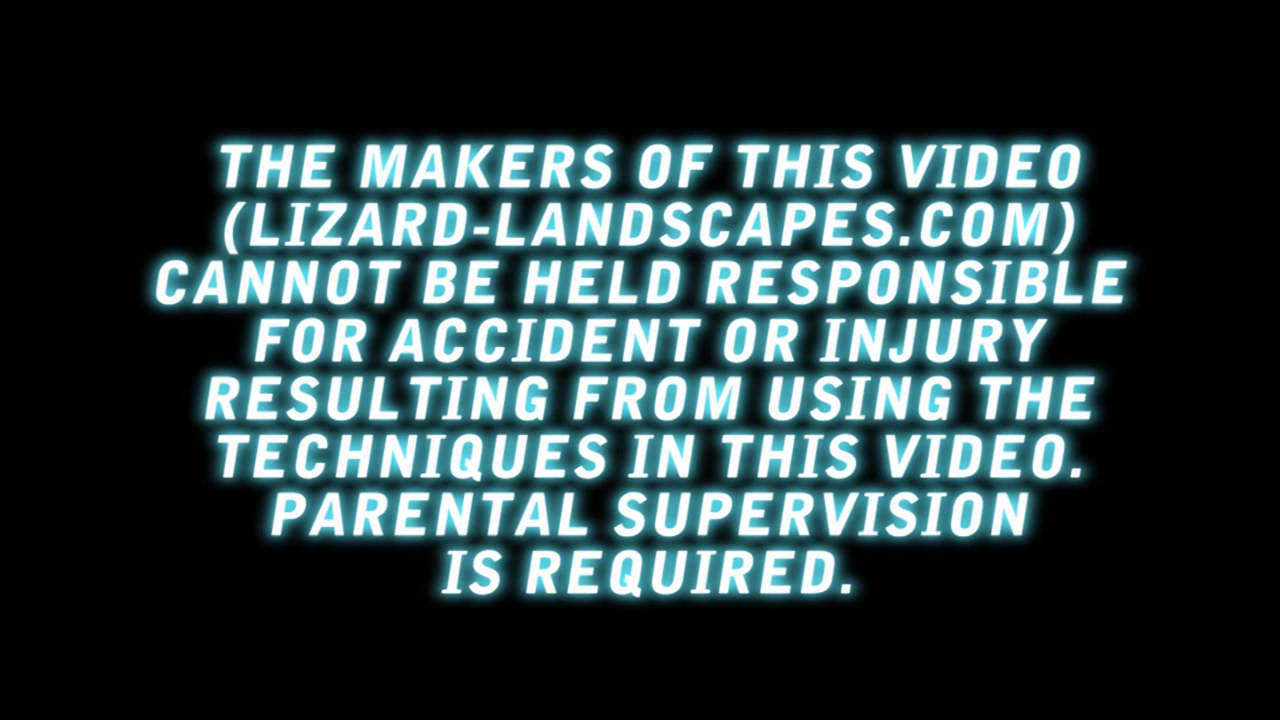 THE MAKERS OF THIS VIDEO
(LIZARD-LANDSCAPES.COM)
CANNOT BE HELD RESPONSIBLE
FOR ACCIDENT OR INJURY
RESULTING FROM USING THE
TECHNIQUES IN THIS VIDEO.
PARENTAL SUPERVISION
IS REQUIRED.